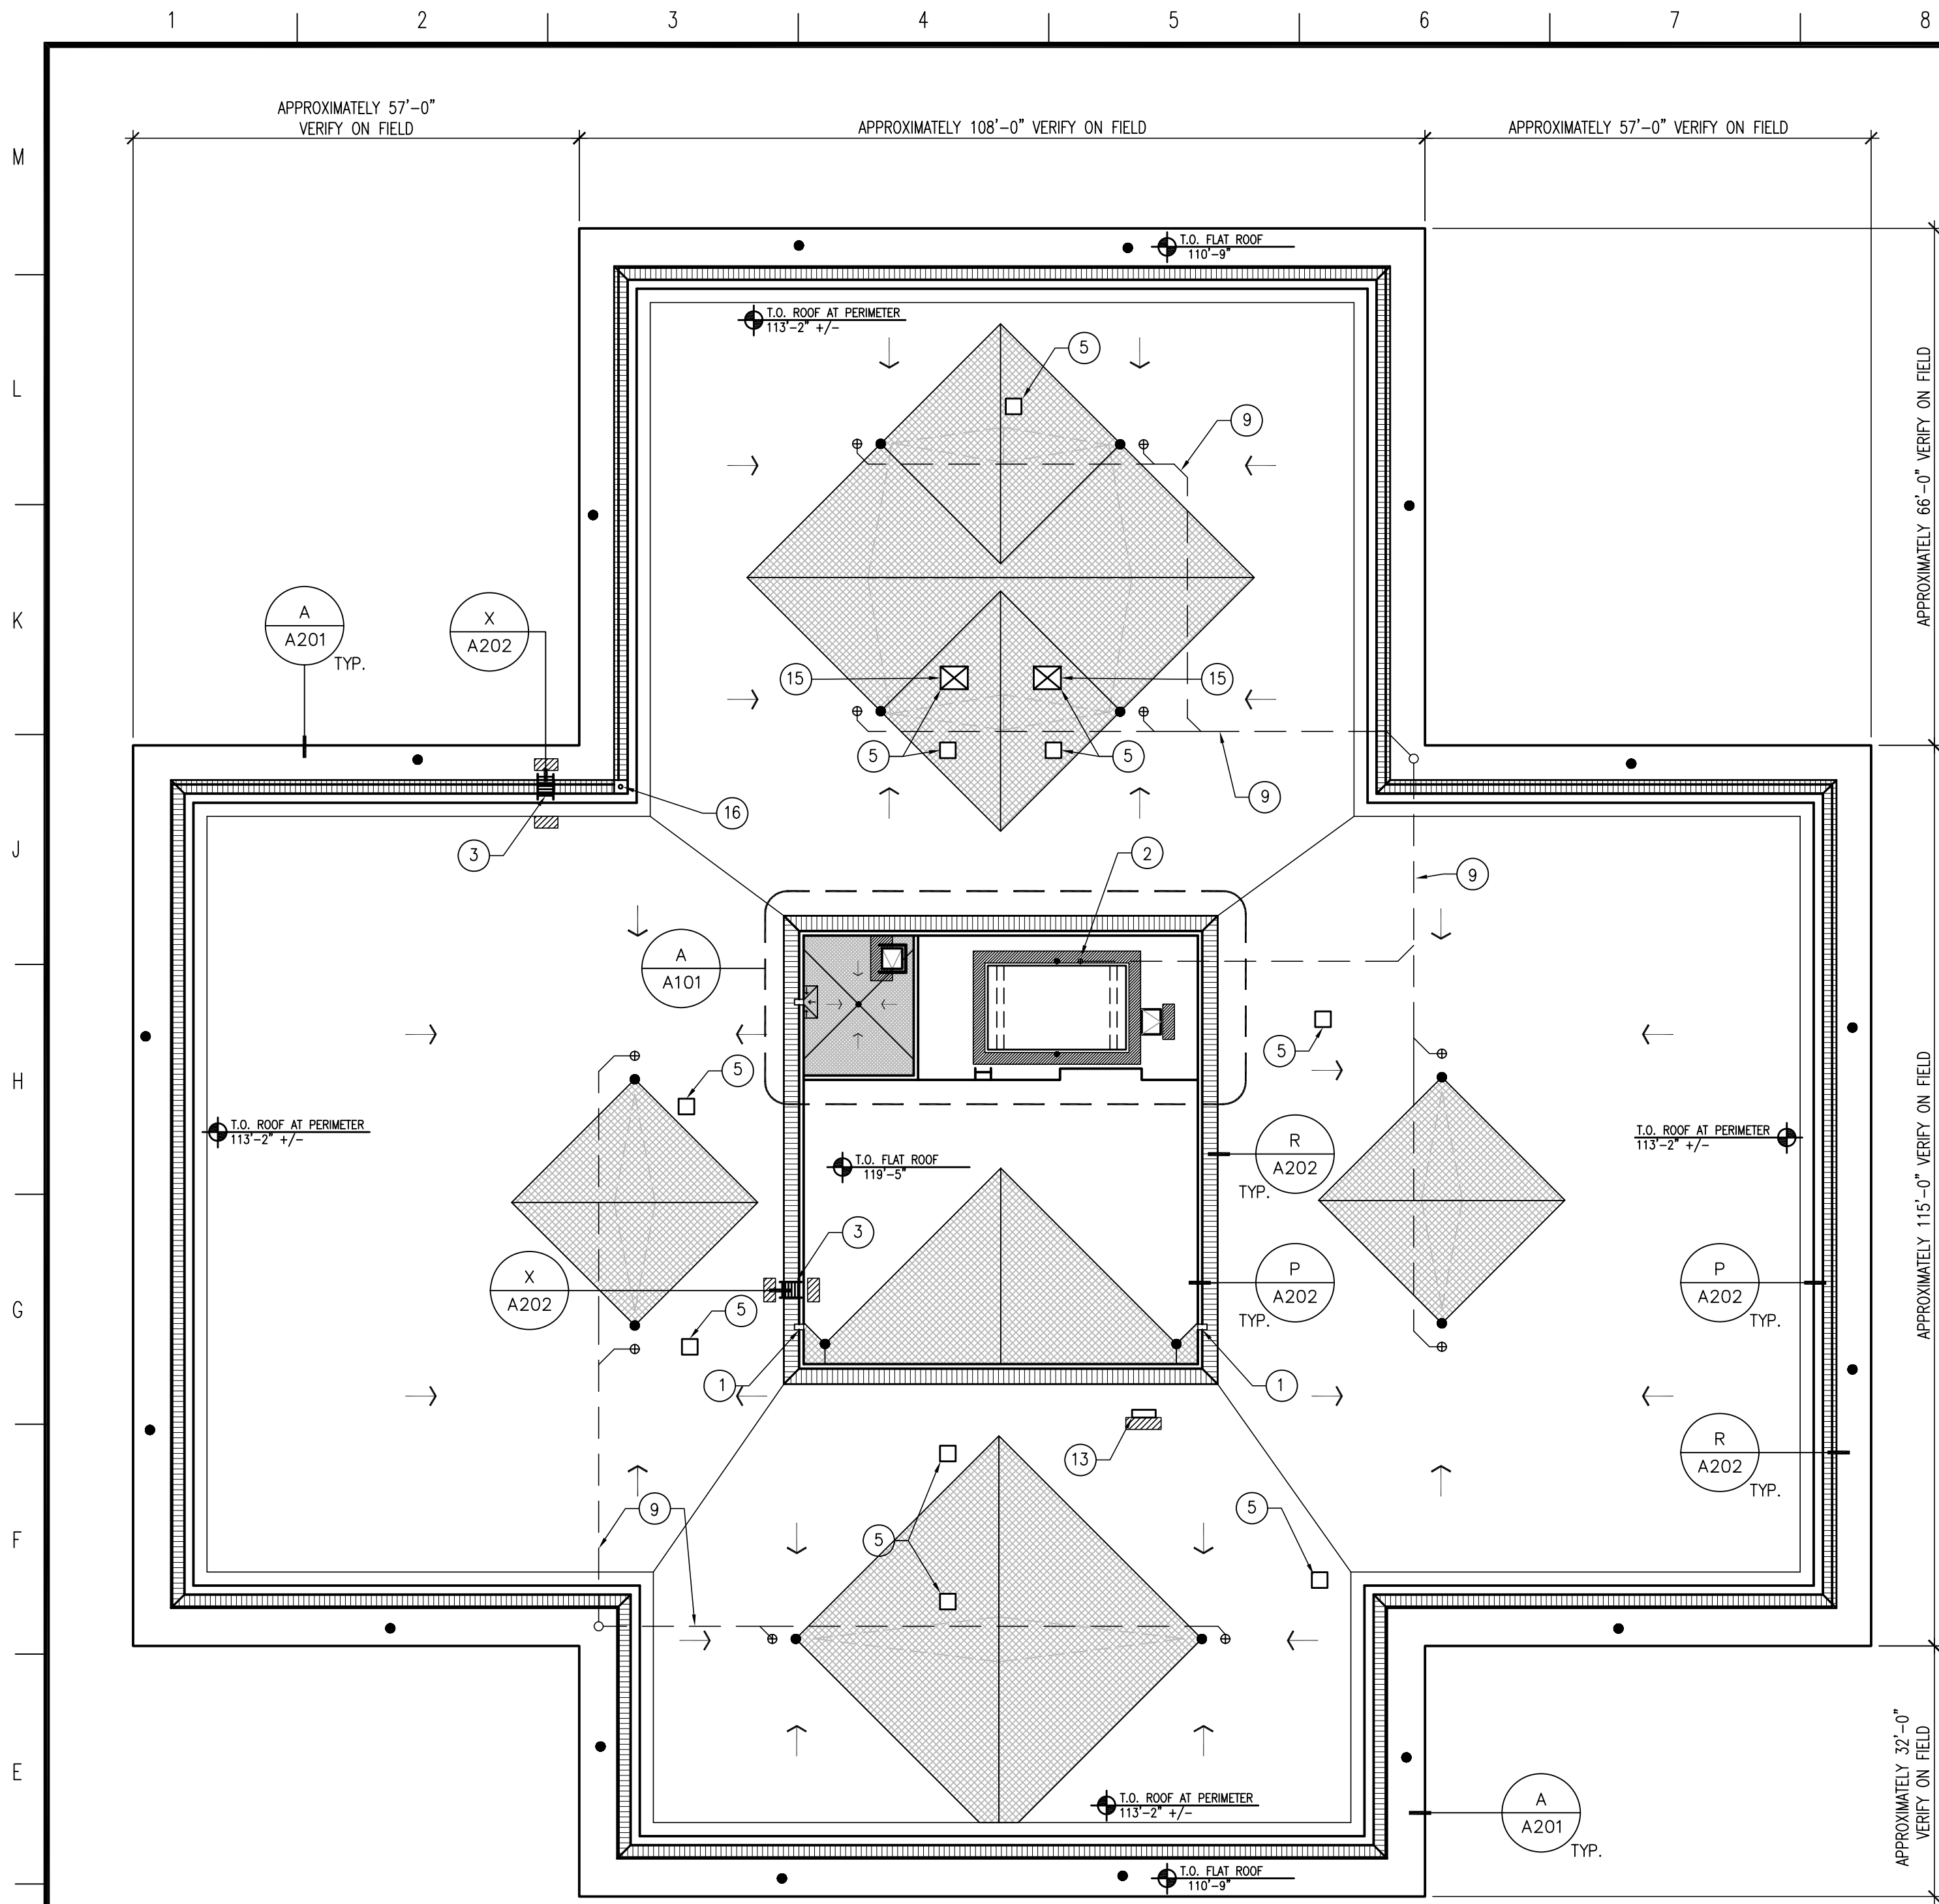 1
2
3
4
5
6
7
8
APPROXIMATELY 57'-0"
VERIFY ON FIELD
APPROXIMATELY 108'-0" VERIFY ON FIELD
APPROXIMATELY 57'-0" VERIFY ON FIELD
M
T.O. FLAT ROOF
110'-9"
T.O. ROOF AT PERIMETER
113'-2" +/-
5
L
9
APPROXIMATELY 66'-0" VERIFY ON FIELD
A
A201
TYP.
X
A202
K
15
15
5
5
9
16
3
J
2
9
A
A101
5
5
H
T.O. ROOF AT PERIMETER
113'-2" +/-
T.O. FLAT ROOF
119'-5"
R
A202
TYP.
T.O. ROOF AT PERIMETER
113'-2" +/-
APPROXIMATELY 115'-0" VERIFY ON FIELD
3
X
A202
5
P
A202
TYP.
P
A202
TYP.
G
1
1
13
R
A202
TYP.
9
5
5
F
APPROXIMATELY 32'-0"
VERIFY ON FIELD
E
T.O. ROOF AT PERIMETER
113'-2" +/-
A
A201
TYP.
T.O. FLAT ROOF
110'-9"